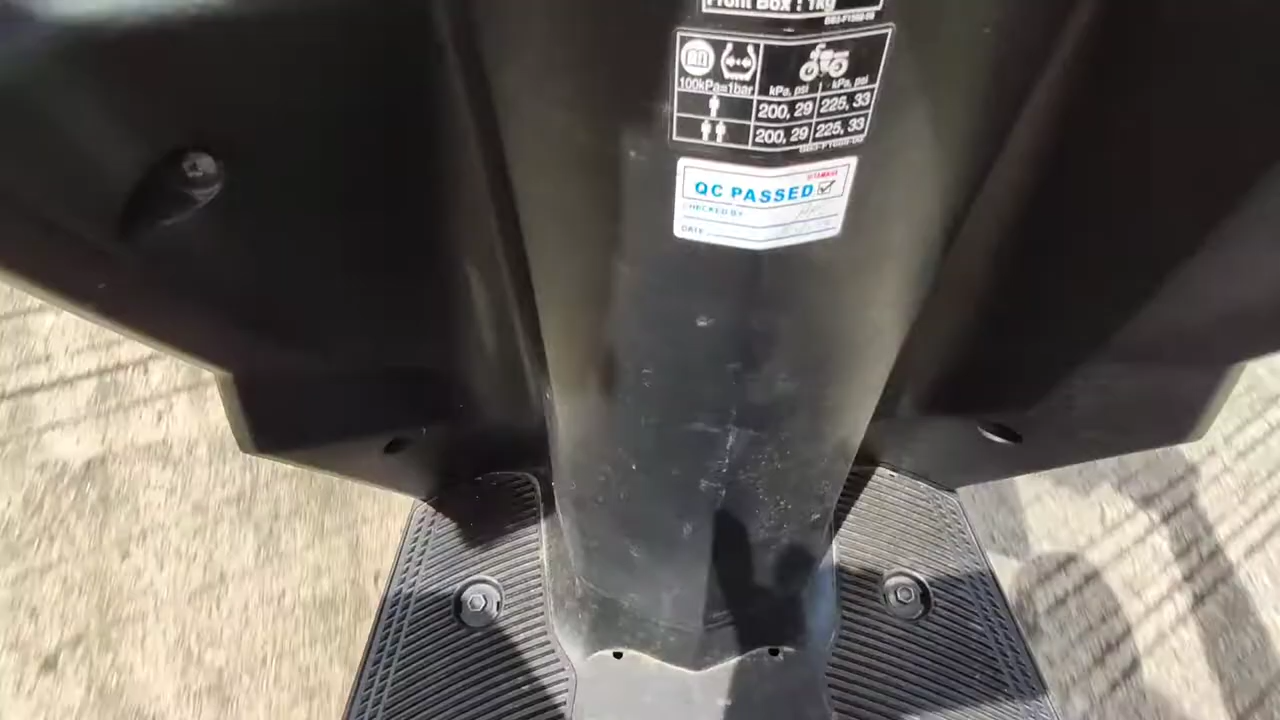 Front Box : 1kg
100kPa=1bar
kPa, psi kPa, psi
200, 29 225, 33
200, 29 225, 33
YAMAHA
QC PASSED
CHECKED BY
DATE